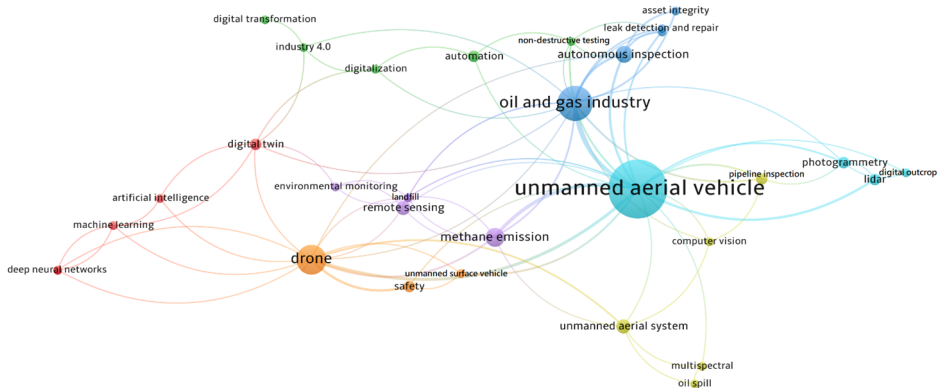 asset integrity
digital transformation
leak detection and repair
non-destructive testing
industry 4.0
autonomous inspection
automation
digitalization
oil and gas industry
digital twin
photogrammetry
digital outcrop
pipeline inspection
lidar
environmental monitoring
unmanned aerial vehicle
landfill
artificial intelligence
remote sensing
machine learning
methane emission
computer vision
drone
deep neural networks
unmanned surface vehicle
safety
unmanned aerial system
multispectral
oil spill